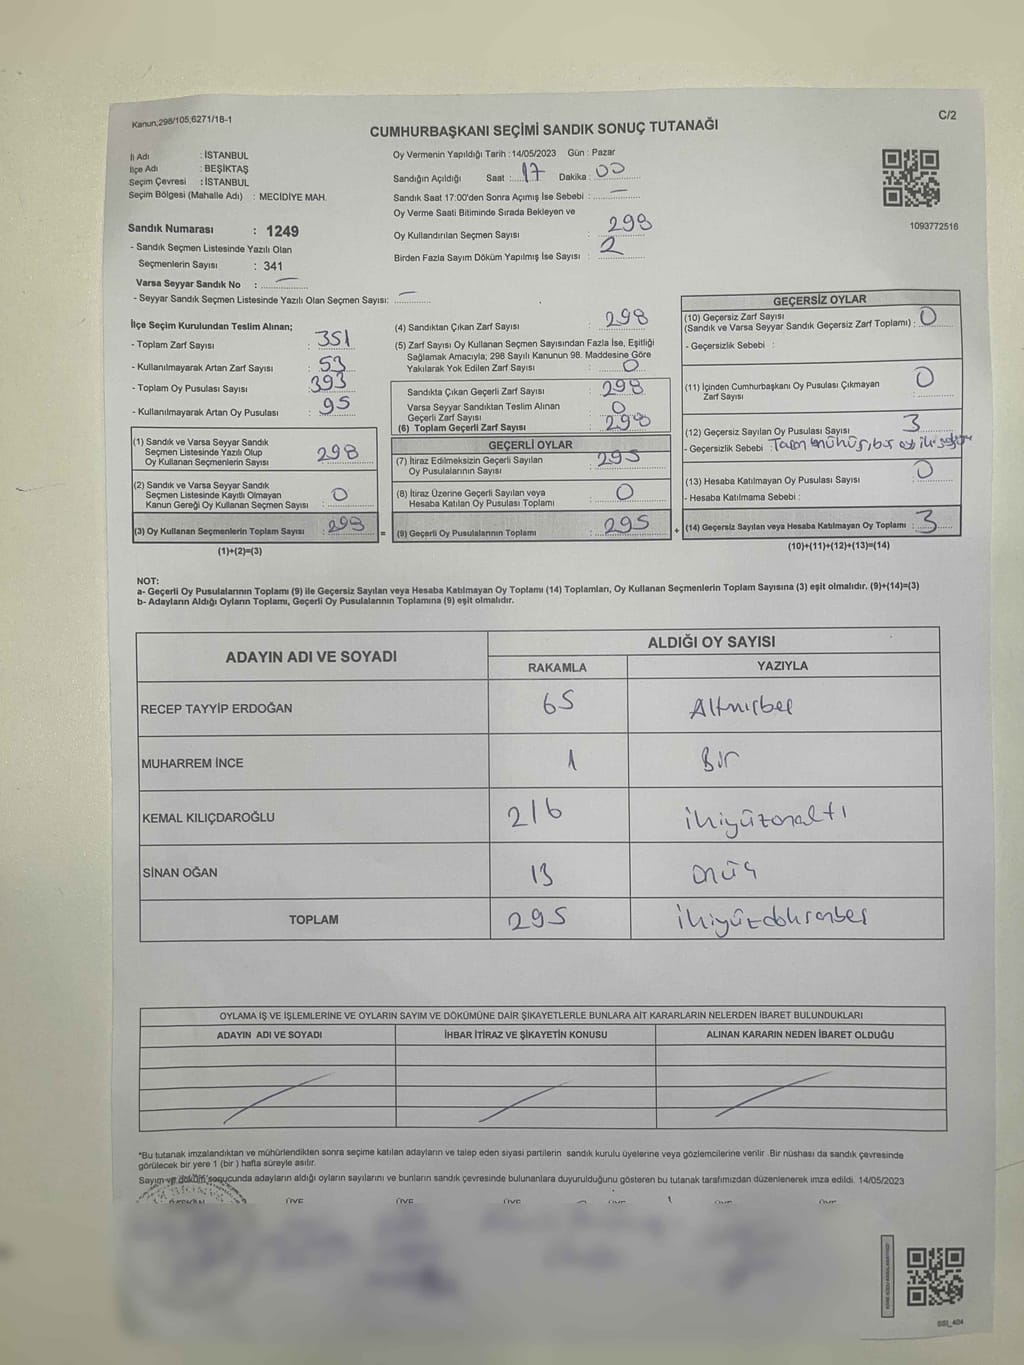 Kanun;298/105;6271/18-1
C/2
CUMHURBAŞKANI SEÇİMİ SANDIK SONUÇ TUTANAĞI
İl Adı : İSTANBUL
İlçe Adı : BEŞİKTAŞ
Seçim Çevresi : İSTANBUL
Seçim Bölgesi (Mahalle Adı) : MECİDİYE MAH.
Sandık Numarası : 1249
- Sandık Seçmen Listesinde Yazılı Olan
Seçmenlerin Sayısı : 341
Varsa Seyyar Sandık No : —
- Seyyar Sandık Seçmen Listesinde Yazılı Olan Seçmen Sayısı: —
Oy Vermenin Yapıldığı Tarih : 14/05/2023 Gün : Pazar
Sandığın Açıldığı Saat : 17 Dakika : 00
Sandık Saat 17:00'den Sonra Açımış İse Sebebi : —
Oy Verme Saati Bitiminde Sırada Bekleyen ve
Oy Kullandırılan Seçmen Sayısı : 298
Birden Fazla Sayım Döküm Yapılmış İse Sayısı : 2
1093772516
İlçe Seçim Kurulundan Teslim Alınan;
- Toplam Zarf Sayısı : 351
- Kullanılmayarak Artan Zarf Sayısı : 53
- Toplam Oy Pusulası Sayısı : 393
- Kullanılmayarak Artan Oy Pusulası : 95
(1) Sandık ve Varsa Seyyar Sandık
Seçmen Listesinde Yazılı Olup
Oy Kullanan Seçmenlerin Sayısı : 298
(2) Sandık ve Varsa Seyyar Sandık
Seçmen Listesinde Kayıtlı Olmayan
Kanun Gereği Oy Kullanan Seçmen Sayısı : 0
(3) Oy Kullanan Seçmenlerin Toplam Sayısı : 298
(1)+(2)=(3)
=
(4) Sandıktan Çıkan Zarf Sayısı : 298
(5) Zarf Sayısı Oy Kullanan Seçmen Sayısından Fazla İse, Eşitliği
Sağlamak Amacıyla; 298 Sayılı Kanunun 98. Maddesine Göre
Yakılarak Yok Edilen Zarf Sayısı : 0
Sandıkta Çıkan Geçerli Zarf Sayısı : 298
Varsa Seyyar Sandıktan Teslim Alınan
Geçerli Zarf Sayısı : 0
(6) Toplam Geçerli Zarf Sayısı : 298
GEÇERLİ OYLAR
(7) İtiraz Edilmeksizin Geçerli Sayılan
Oy Pusulalarının Sayısı : 295
(8) İtiraz Üzerine Geçerli Sayılan veya
Hesaba Katılan Oy Pusulası Toplamı : 0
(9) Geçerli Oy Pusulalarının Toplamı : 295
+
GEÇERSİZ OYLAR
(10) Geçersiz Zarf Sayısı
(Sandık ve Varsa Seyyar Sandık Geçersiz Zarf Toplamı) : 0
- Geçersizlik Sebebi :
(11) İçinden Cumhurbaşkanı Oy Pusulası Çıkmayan
Zarf Sayısı : 0
(12) Geçersiz Sayılan Oy Pusulası Sayısı : 3
- Geçersizlik Sebebi :
(13) Hesaba Katılmayan Oy Pusulası Sayısı : 0
- Hesaba Katılmama Sebebi :
(14) Geçersiz Sayılan veya Hesaba Katılmayan Oy Toplamı : 3
(10)+(11)+(12)+(13)=(14)
NOT:
a- Geçerli Oy Pusulalarının Toplamı (9) ile Geçersiz Sayılan veya Hesaba Katılmayan Oy Toplamı (14) Toplamları, Oy Kullanan Seçmenlerin Toplam Sayısına (3) eşit olmalıdır. (9)+(14)=(3)
b- Adayların Aldığı Oyların Toplamı, Geçerli Oy Pusulalarının Toplamına (9) eşit olmalıdır.
ADAYIN ADI VE SOYADI
ALDIĞI OY SAYISI
RAKAMLA YAZIYLA
RECEP TAYYİP ERDOĞAN 65 Altmışbeş
MUHARREM İNCE 1 Bir
KEMAL KILIÇDAROĞLU 216 ikiyüzonaltı
SİNAN OĞAN 13 onüç
TOPLAM 295 ikiyüzdoksanbeş
OYLAMA İŞ VE İŞLEMLERİNE VE OYLARIN SAYIM VE DÖKÜMÜNE DAİR ŞİKAYETLERLE BUNLARA AİT KARARLARIN NELERDEN İBARET BULUNDUKLARI
ADAYIN ADI VE SOYADI İHBAR İTİRAZ VE ŞİKAYETİN KONUSU ALINAN KARARIN NEDEN İBARET OLDUĞU
*Bu tutanak imzalandıktan ve mühürlendikten sonra seçime katılan adayların ve talep eden siyasi partilerin sandık kurulu üyelerine veya gözlemcilerine verilir .Bir nüshası da sandık çevresinde
görülecek bir yere 1 (bir ) hafta süreyle asılır.
Sayım ve döküm sonucunda adayların aldığı oyların sayılarını ve bunların sandık çevresinde bulunanlara duyurulduğunu gösteren bu tutanak tarafımızdan düzenlenerek imza edildi. 14/05/2023
ÜYE ÜYE ÜYE
SSI_404